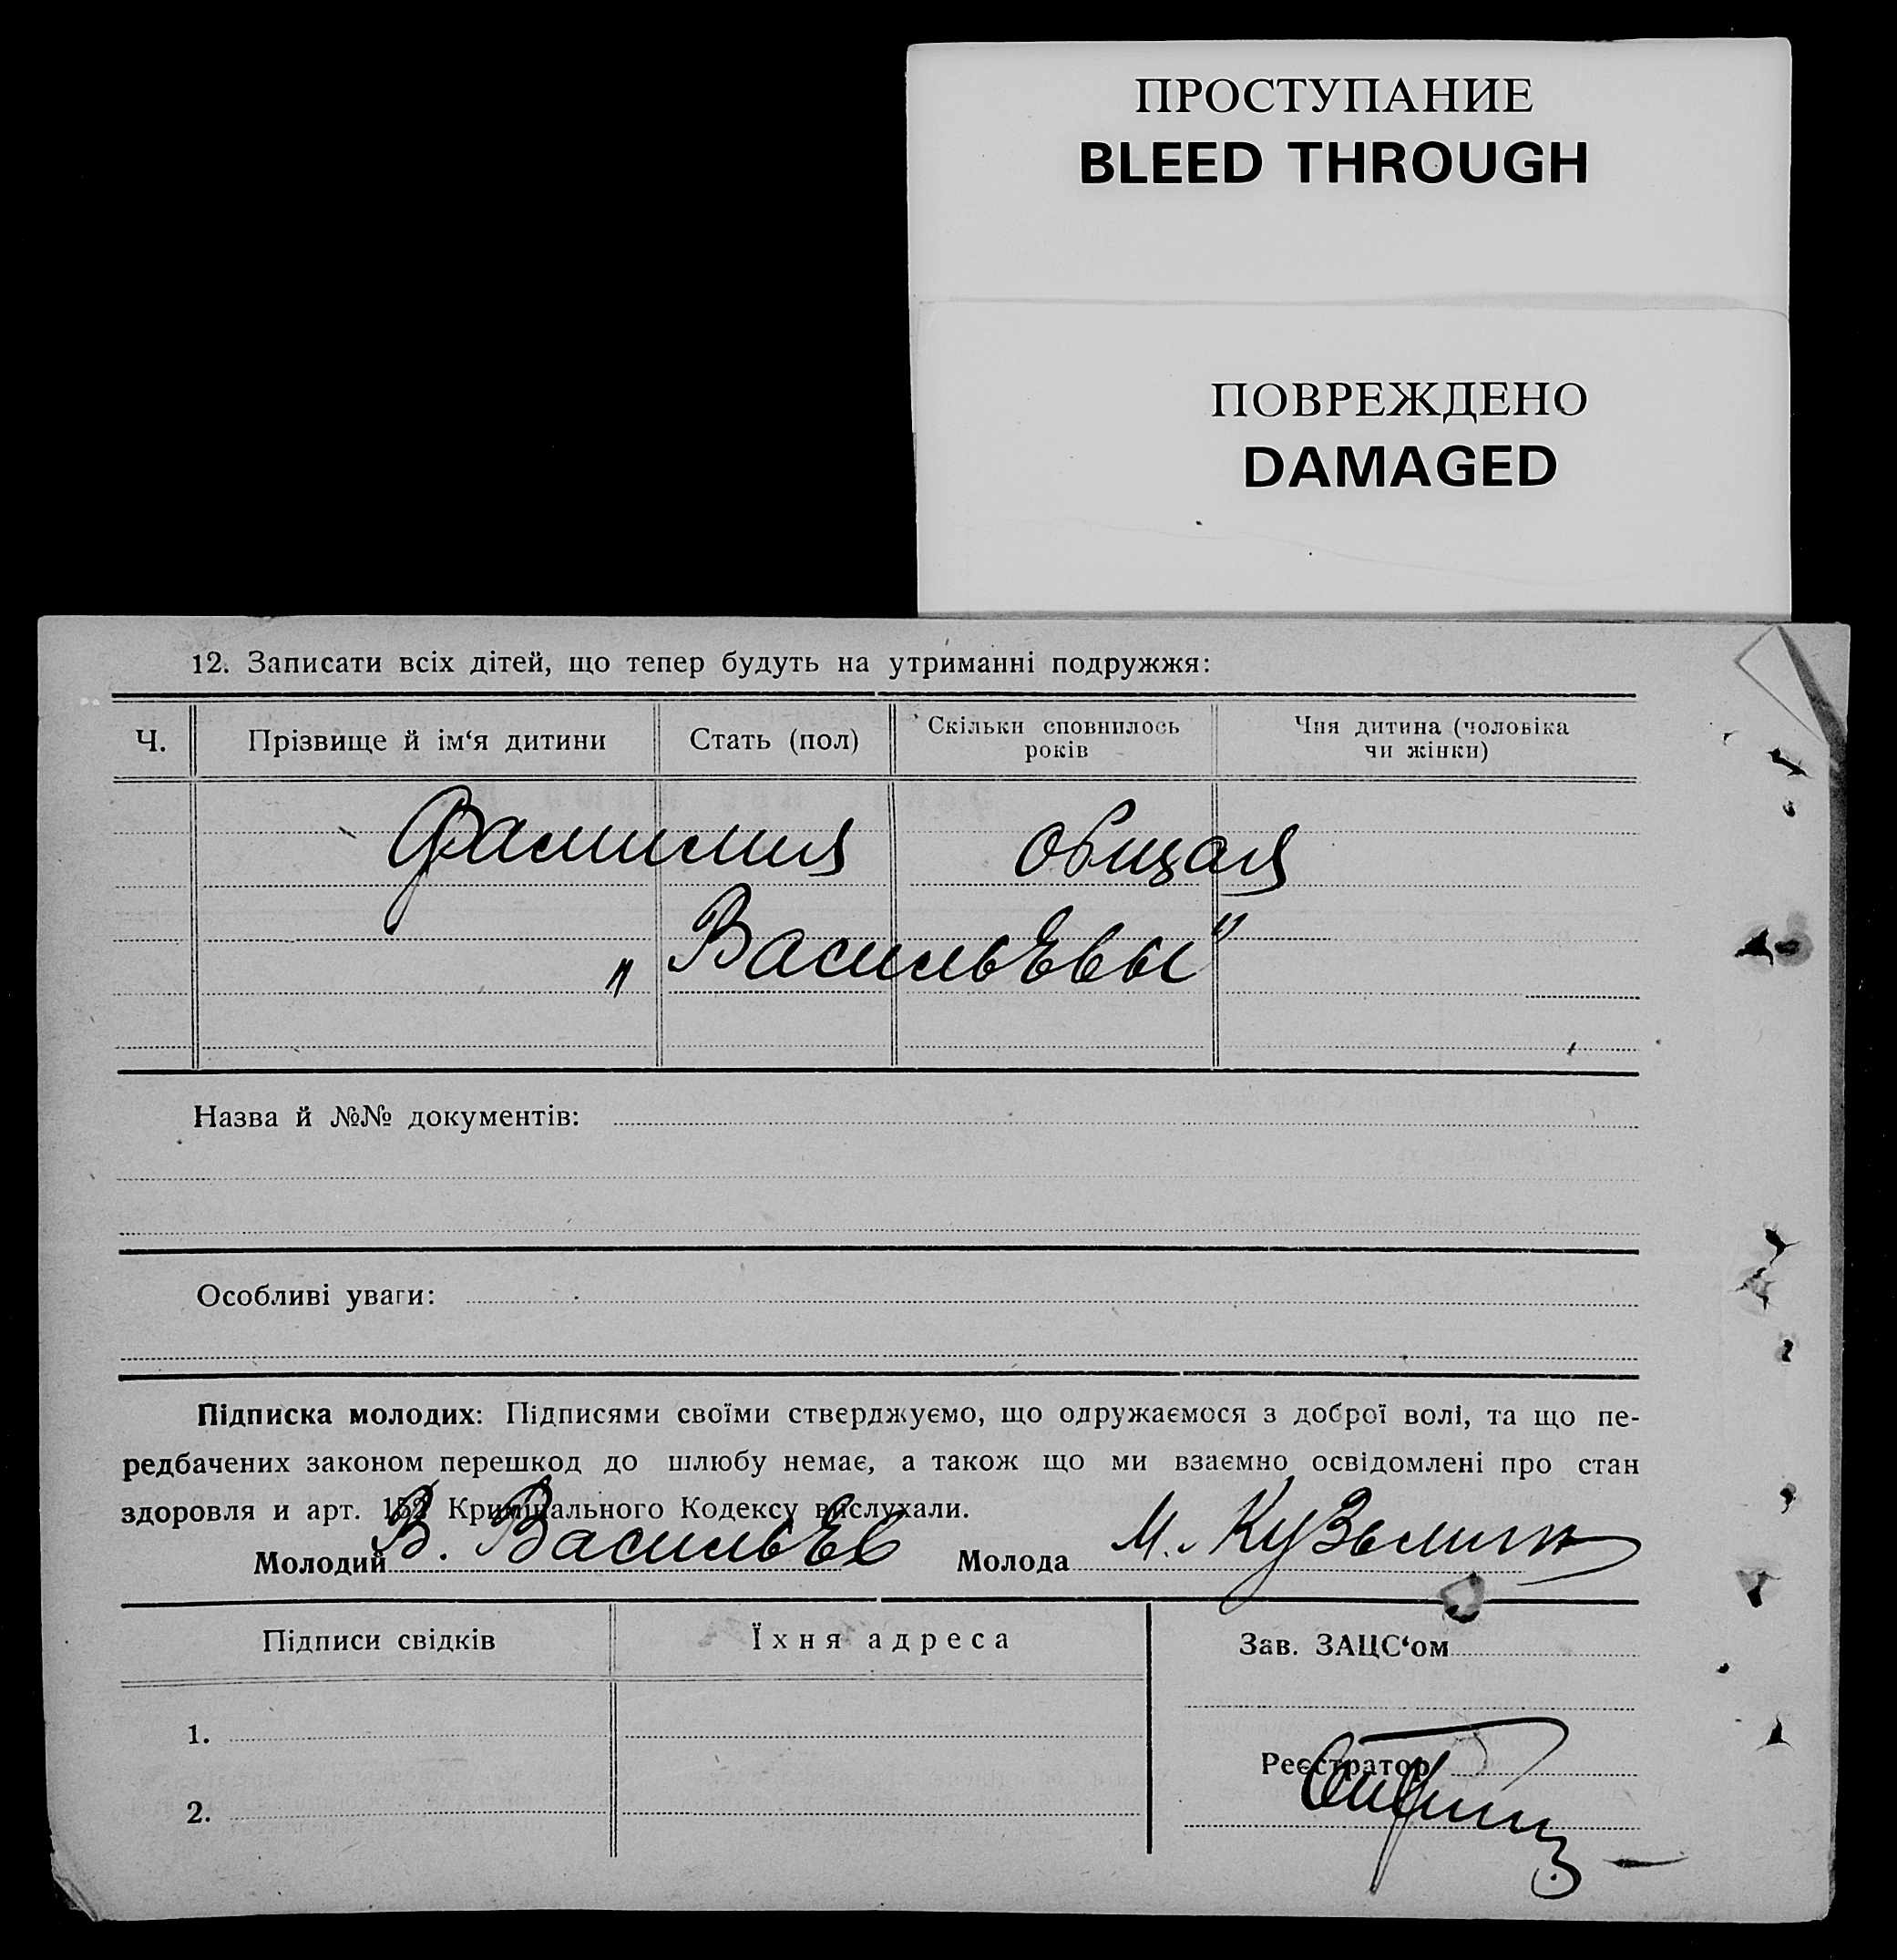 ПРОСТУПАНИЕ
BLEED THROUGH
ПОВРЕЖДЕНО
DAMAGED
12. Записати всіх дітей, що тепер будуть на утриманні подружжя:
Ч. Прізвище й ім‘я дитини Стать (пол) Скільки сповнилось років Чия дитина (чоловіка чи жінки)
Фамилия общая
„Васильевы“
Назва й №№ документів:
Особливі уваги:
Підписка молодих: Підписями своїми стверджуємо, що одружаємося з доброї волі, та що пе-
редбачених законом перешкод до шлюбу немає, а також що ми взаємно освідомлені про стан
здоровля и арт. 152 Кримінального Кодексу вислухали.
Молодий В. Васильев Молода М. Кузьмин
Підписи свідків Їхня адреса Зав. ЗАЦС‘ом
1.
Реєстратор
2.